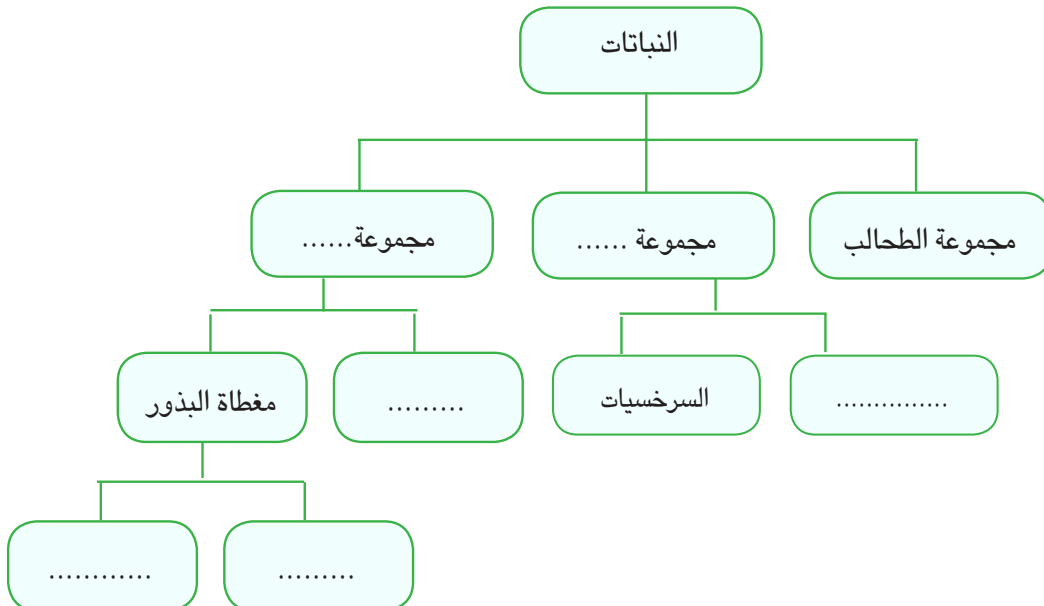 النباتات
مجموعة الطحالب
مجموعة ......
مجموعة......
...............
السرخسيات
.........
مغطاة البذور
.........
............